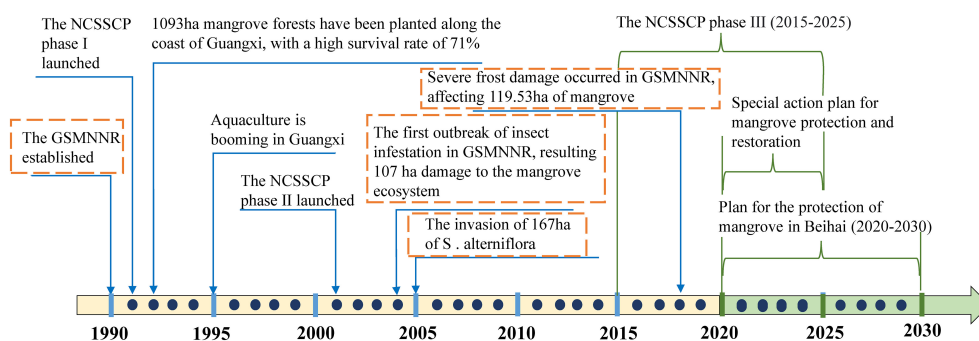 The NCSSCP
phase I
launched
1093ha mangrove forests have been planted along the
coast of Guangxi, with a high survival rate of 71%
The NCSSCP phase III (2015-2025)
Severe frost damage occurred in GSMNNR,
affecting 119.53ha of mangrove
The GSMNNR
established
Aquaculture is
booming in Guangxi
The first outbreak of insect
infestation in GSMNNR, resulting
107 ha damage to the mangrove
ecosystem
Special action plan for
mangrove protection and
restoration
The NCSSCP
phase II launched
The invasion of 167ha
of S . alterniflora
Plan for the protection of
mangrove in Beihai (2020-2030)
1990 1995 2000 2005 2010 2015 2020 2025 2030